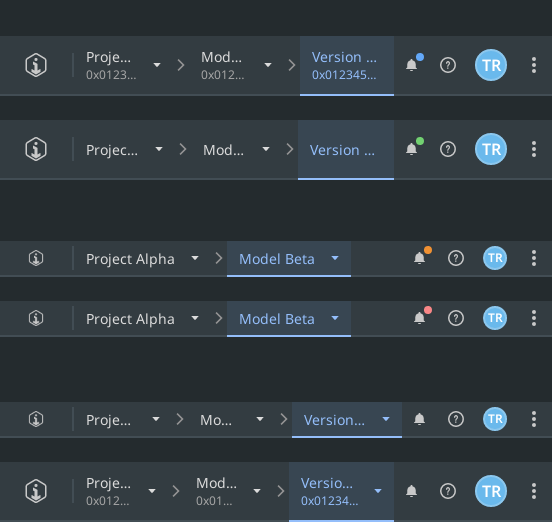 Proje... Mod... Version ...
0x0123... 0x012... 0x012345... TR
Projec... Mod... Version ... TR
Project Alpha Model Beta TR
Project Alpha Model Beta TR
Proje... Mo... Version... TR
Proje... Mod... Versio...
0x012... 0x01... 0x01234... TR